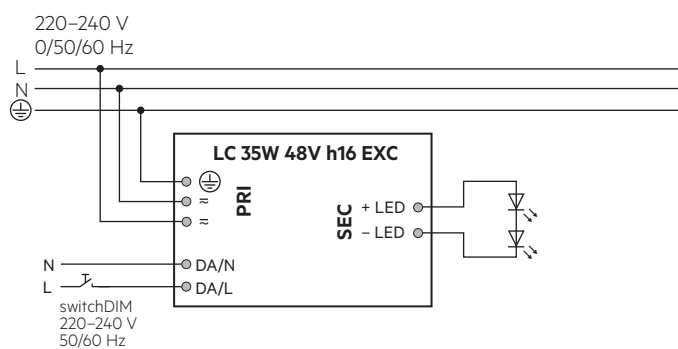 220–240 V
0/50/60 Hz
L
N
LC 35W 48V h16 EXC
PRI
≂
≂
SEC
+ LED
– LED
N
DA/N
L
DA/L
switchDIM
220–240 V
50/60 Hz